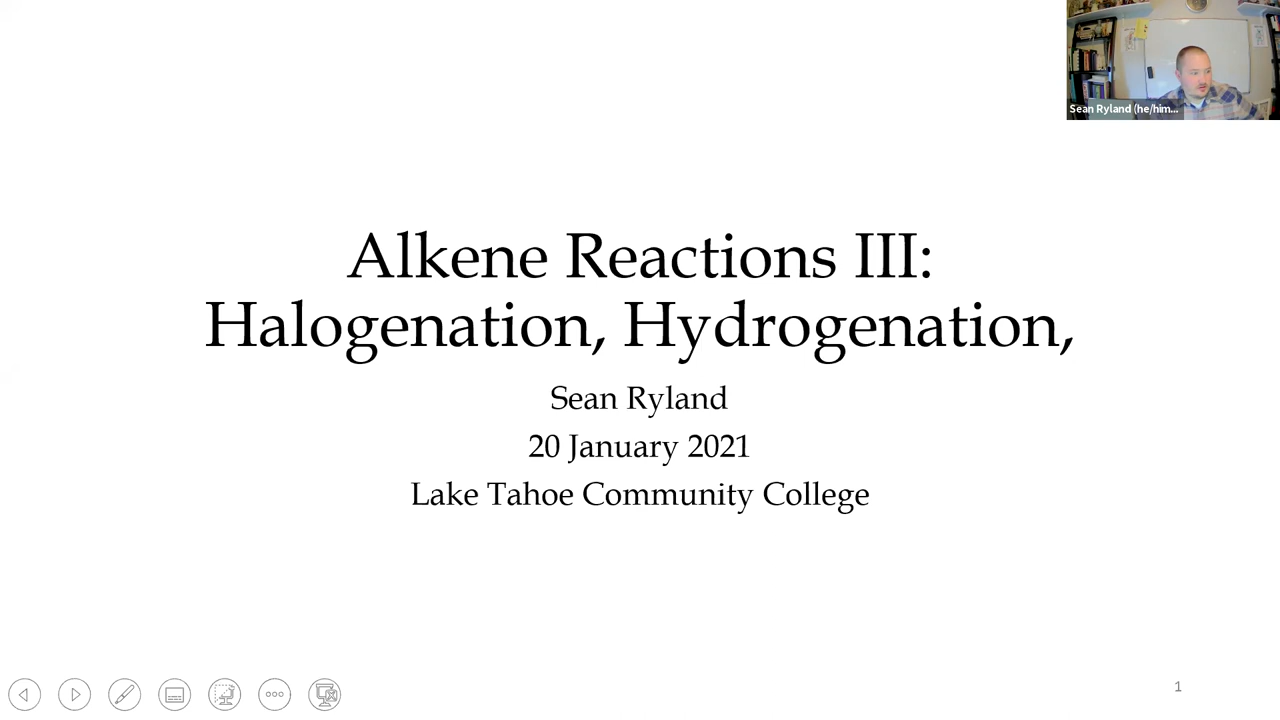 Sean Ryland (he/him...
Alkene Reactions III:
Halogenation, Hydrogenation,
Sean Ryland
20 January 2021
Lake Tahoe Community College
1